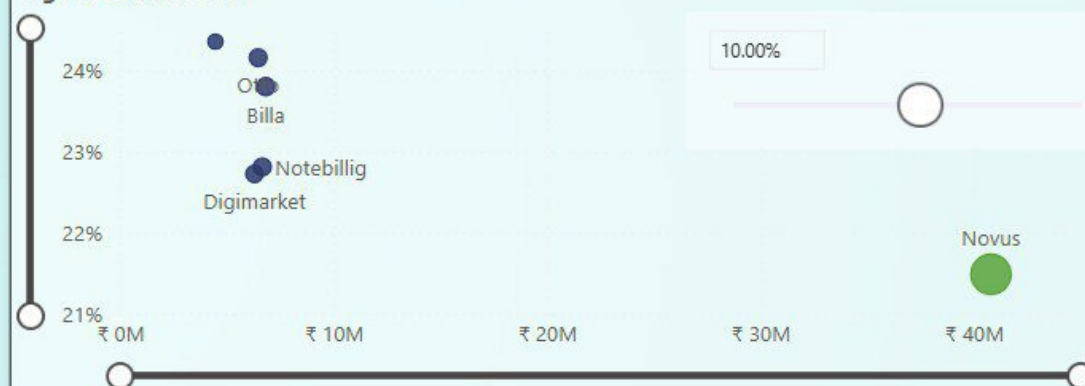 10.00%
24%
Billa
23%
Notebillig
Digimarket
22%
Novus
21%
₹ 0M
₹ 10M
₹ 20M
₹ 30M
₹ 40M